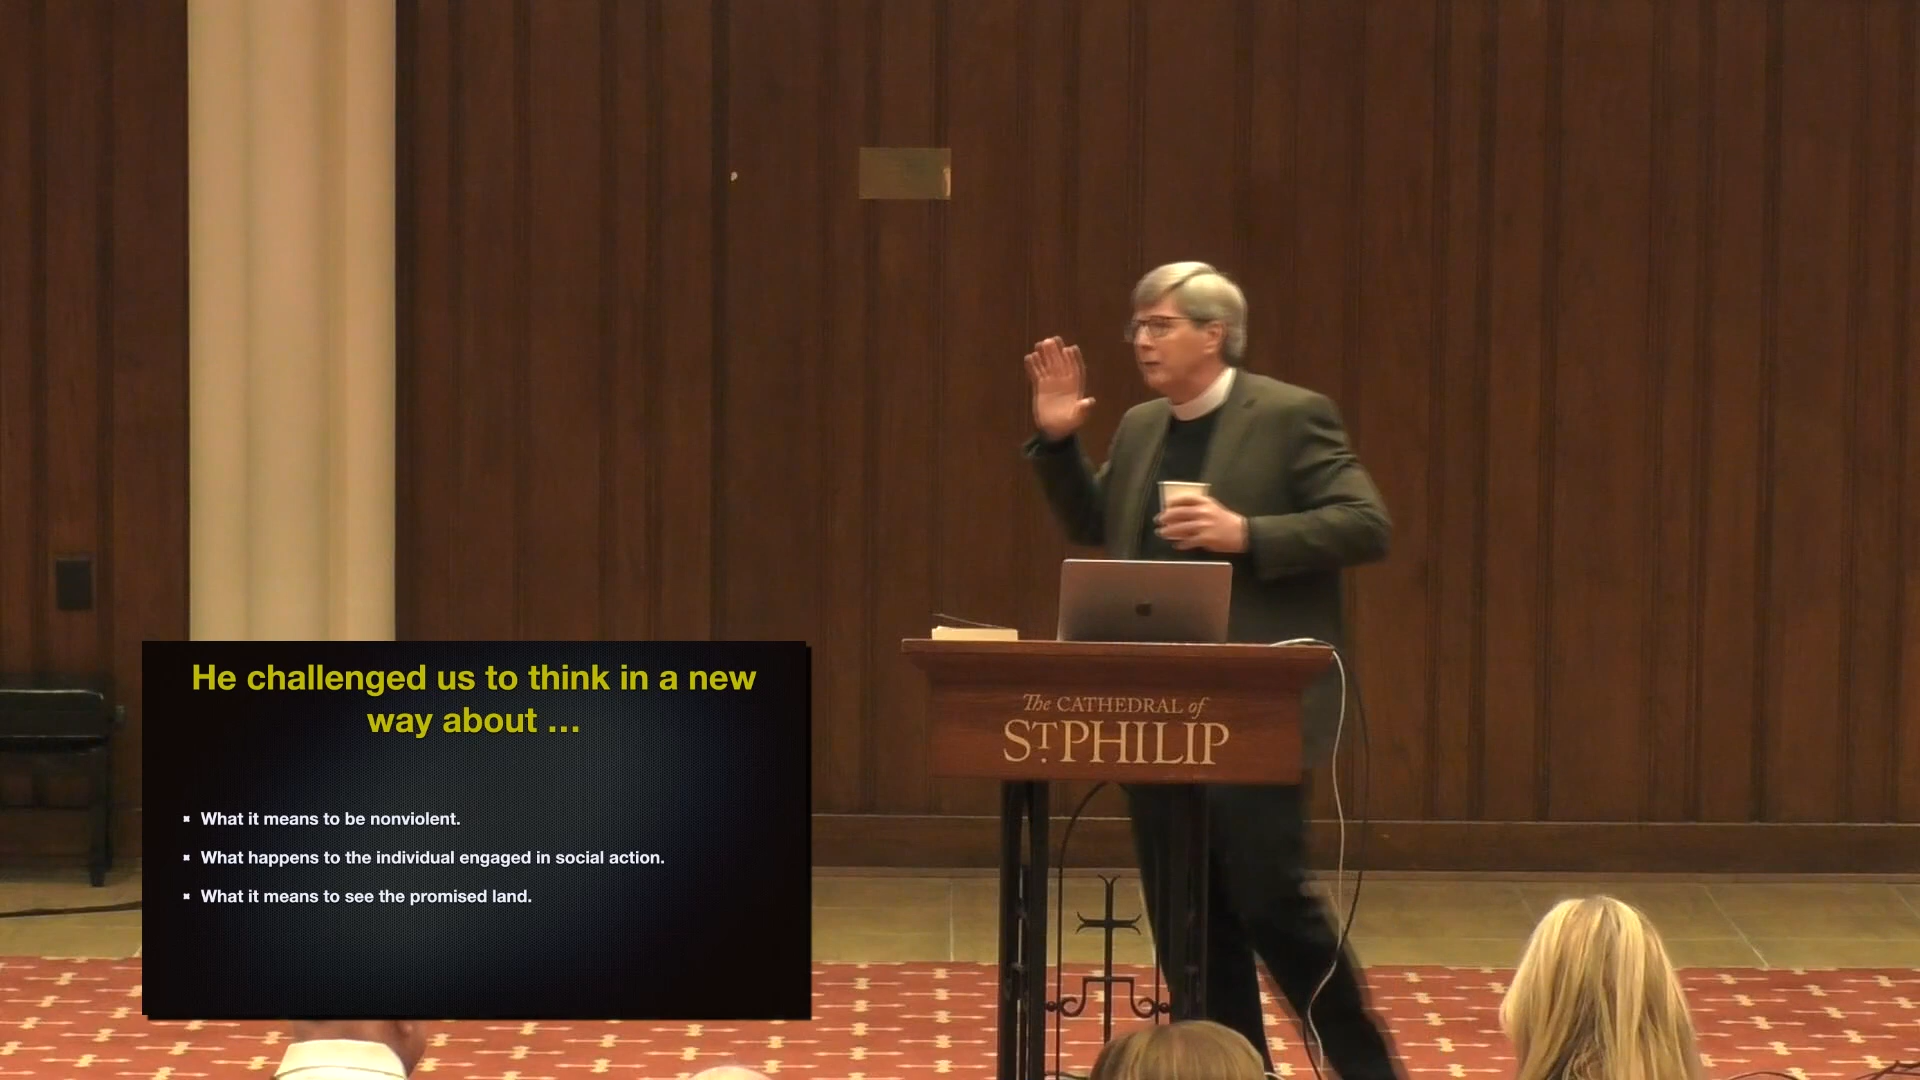 He challenged us to think in a new
way about ...
What it means to be nonviolent.
What happens to the individual engaged in social action.
What it means to see the promised land.
The CATHEDRAL of
ST. PHILIP